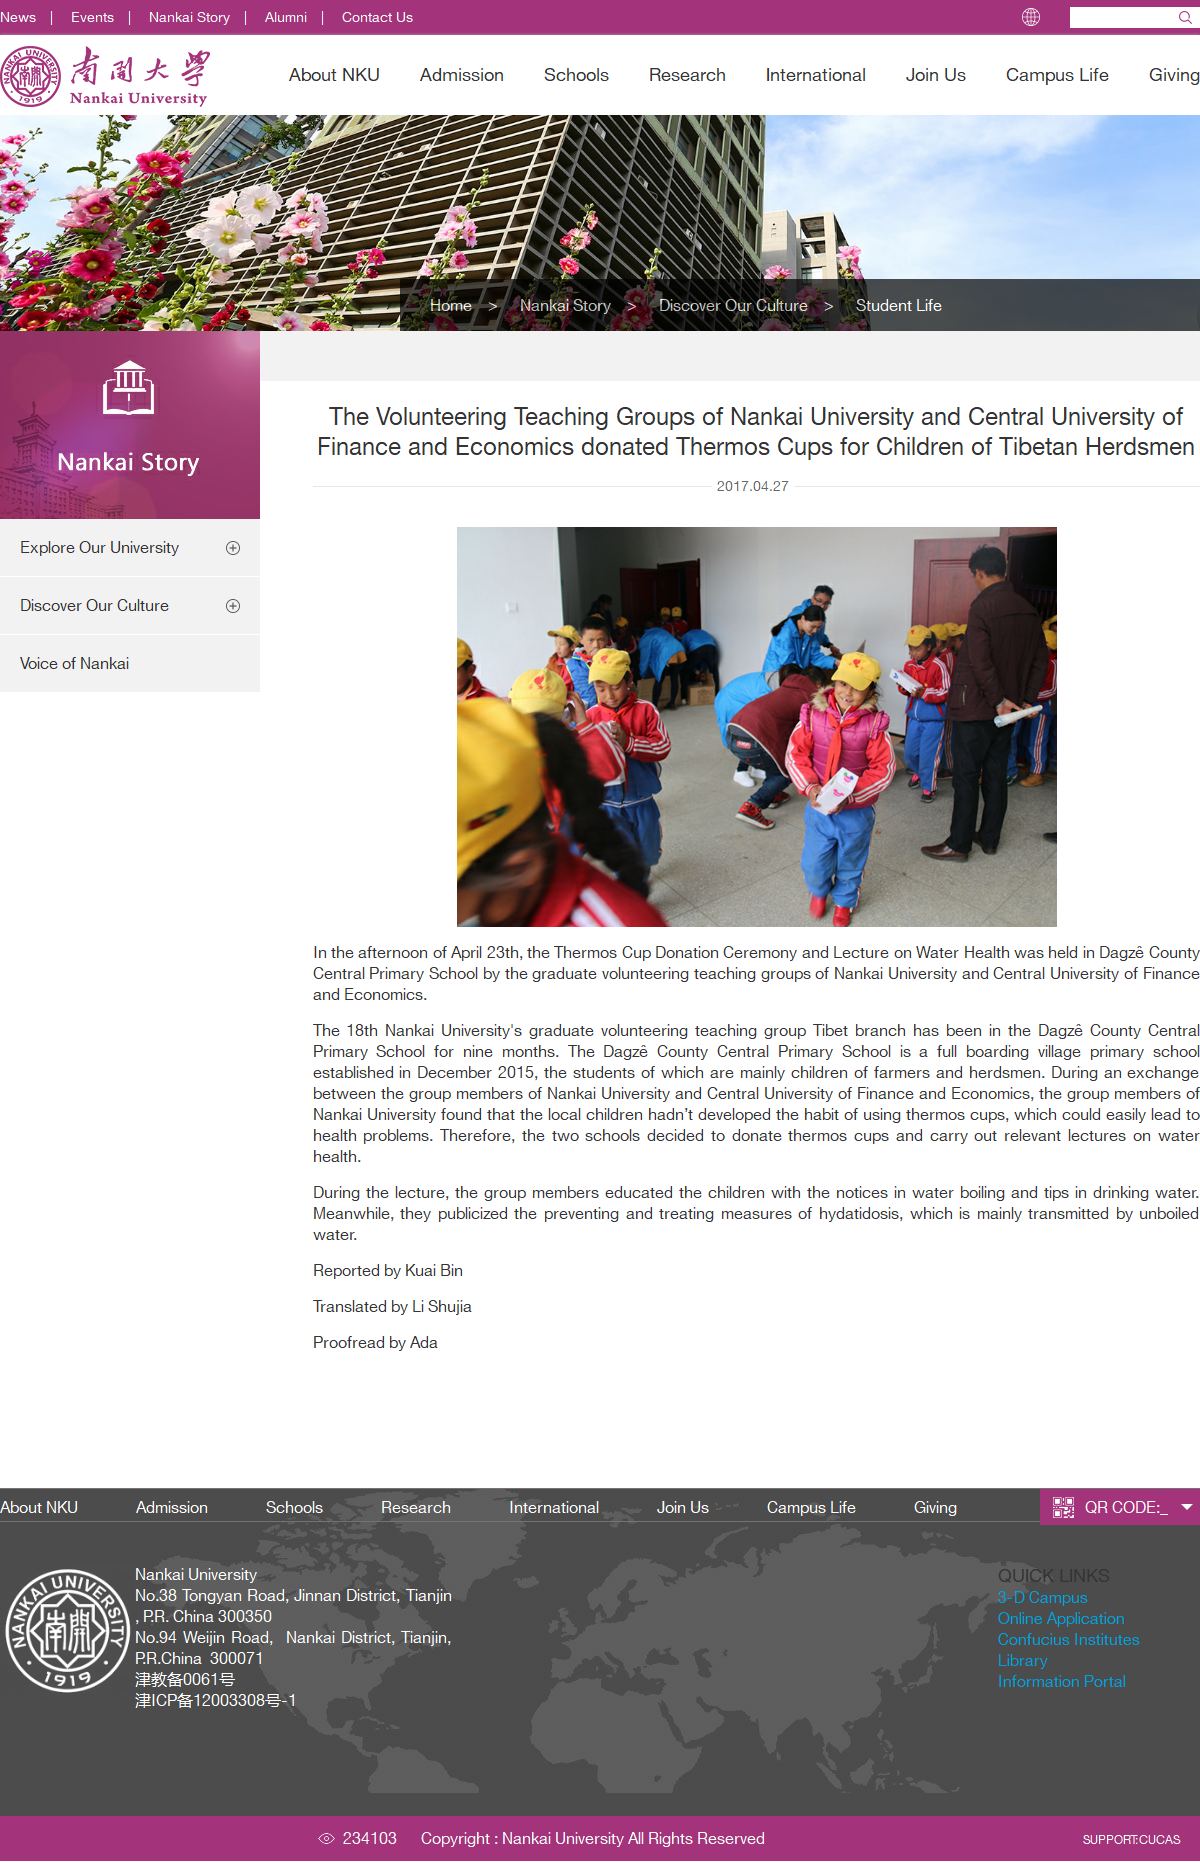 News | Events | Nankai Story | Alumni | Contact Us
NANKAI UNIVERSITY
1919
南開大學
Nankai University
About NKU Admission Schools Research International Join Us Campus Life Giving
Home > Nankai Story > Discover Our Culture > Student Life
Nankai Story
Explore Our University
Discover Our Culture
Voice of Nankai
The Volunteering Teaching Groups of Nankai University and Central University of
Finance and Economics donated Thermos Cups for Children of Tibetan Herdsmen
2017.04.27
In the afternoon of April 23th, the Thermos Cup Donation Ceremony and Lecture on Water Health was held in Dagzê County
Central Primary School by the graduate volunteering teaching groups of Nankai University and Central University of Finance
and Economics.
The 18th Nankai University's graduate volunteering teaching group Tibet branch has been in the Dagzê County Central
Primary School for nine months. The Dagzê County Central Primary School is a full boarding village primary school
established in December 2015, the students of which are mainly children of farmers and herdsmen. During an exchange
between the group members of Nankai University and Central University of Finance and Economics, the group members of
Nankai University found that the local children hadn’t developed the habit of using thermos cups, which could easily lead to
health problems. Therefore, the two schools decided to donate thermos cups and carry out relevant lectures on water
health.
During the lecture, the group members educated the children with the notices in water boiling and tips in drinking water.
Meanwhile, they publicized the preventing and treating measures of hydatidosis, which is mainly transmitted by unboiled
water.
Reported by Kuai Bin
Translated by Li Shujia
Proofread by Ada
About NKU Admission Schools Research International Join Us Campus Life Giving QR CODE:_
NANKAI UNIVERSITY
1919
Nankai University
No.38 Tongyan Road, Jinnan District, Tianjin
, P.R. China 300350
No.94 Weijin Road, Nankai District, Tianjin,
P.R.China 300071
津教备0061号
津ICP备12003308号-1
QUICK LINKS
3-D Campus
Online Application
Confucius Institutes
Library
Information Portal
234103 Copyright : Nankai University All Rights Reserved
SUPPORT:CUCAS